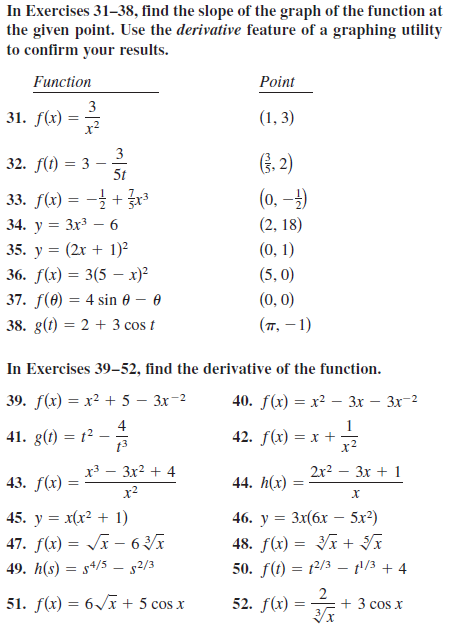 In Exercises 31–38, find the slope of the graph of the function at
the given point. Use the derivative feature of a graphing utility
to confirm your results.
Function Point
31. f(x) = 3/x² (1, 3)
32. f(t) = 3 − 3/5t (3/5, 2)
33. f(x) = −1/2 + 7/5x³ (0, −1/2)
34. y = 3x³ − 6 (2, 18)
35. y = (2x + 1)² (0, 1)
36. f(x) = 3(5 − x)² (5, 0)
37. f(θ) = 4 sin θ − θ (0, 0)
38. g(t) = 2 + 3 cos t (π, −1)
In Exercises 39–52, find the derivative of the function.
39. f(x) = x² + 5 − 3x⁻² 40. f(x) = x² − 3x − 3x⁻²
41. g(t) = t² − 4/t³ 42. f(x) = x + 1/x²
43. f(x) = x³ − 3x² + 4/x² 44. h(x) = 2x² − 3x + 1/x
45. y = x(x² + 1) 46. y = 3x(6x − 5x²)
47. f(x) = √x − 6∛x 48. f(x) = ∛x + ⁵√x
49. h(s) = s^4/5 − s^2/3 50. f(t) = t^2/3 − t^1/3 + 4
51. f(x) = 6√x + 5 cos x 52. f(x) = 2/∛x + 3 cos x